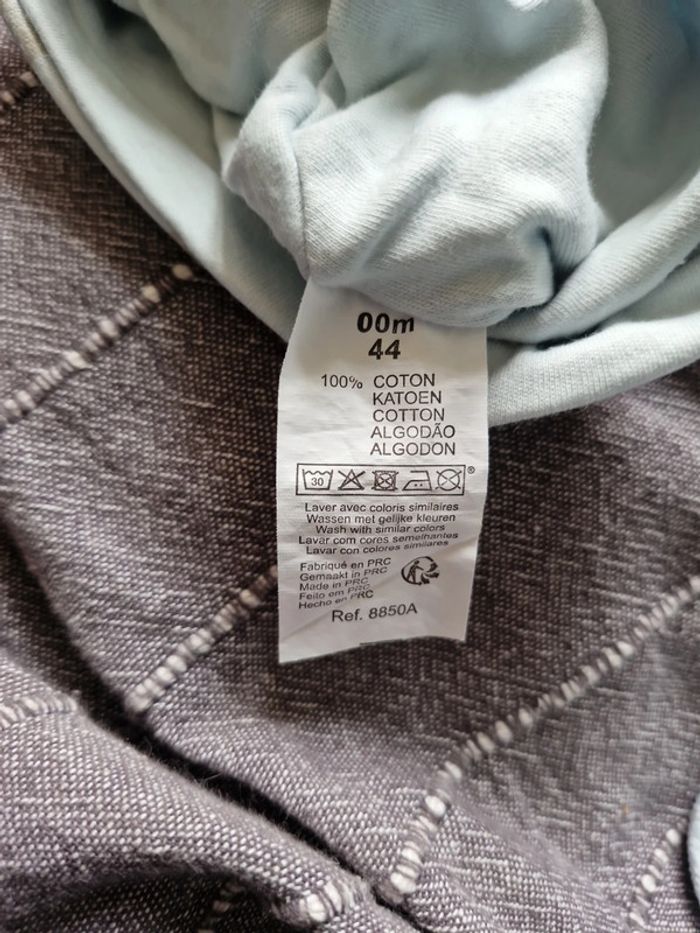 00m
44
100% COTON
KATOEN
COTTON
ALGODÃO
ALGODON
30
®
Laver avec coloris similaires
Wassen met gelijke kleuren
Wash with similar colors
Lavar com cores semelhantes
Lavar con colores similares
Fabriqué en PRC
Gemaakt in PRC
Made in PRC
Feito em PRC
Hecho en PRC
Ref. 8850A